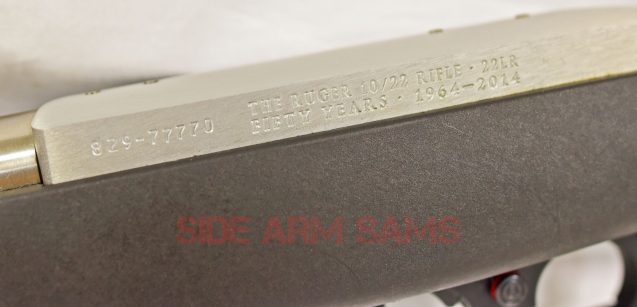 829-77770
THE RUGER 10/22 RIFLE · 22LR
FIFTY YEARS · 1964-2014
SIDE ARM SAMS